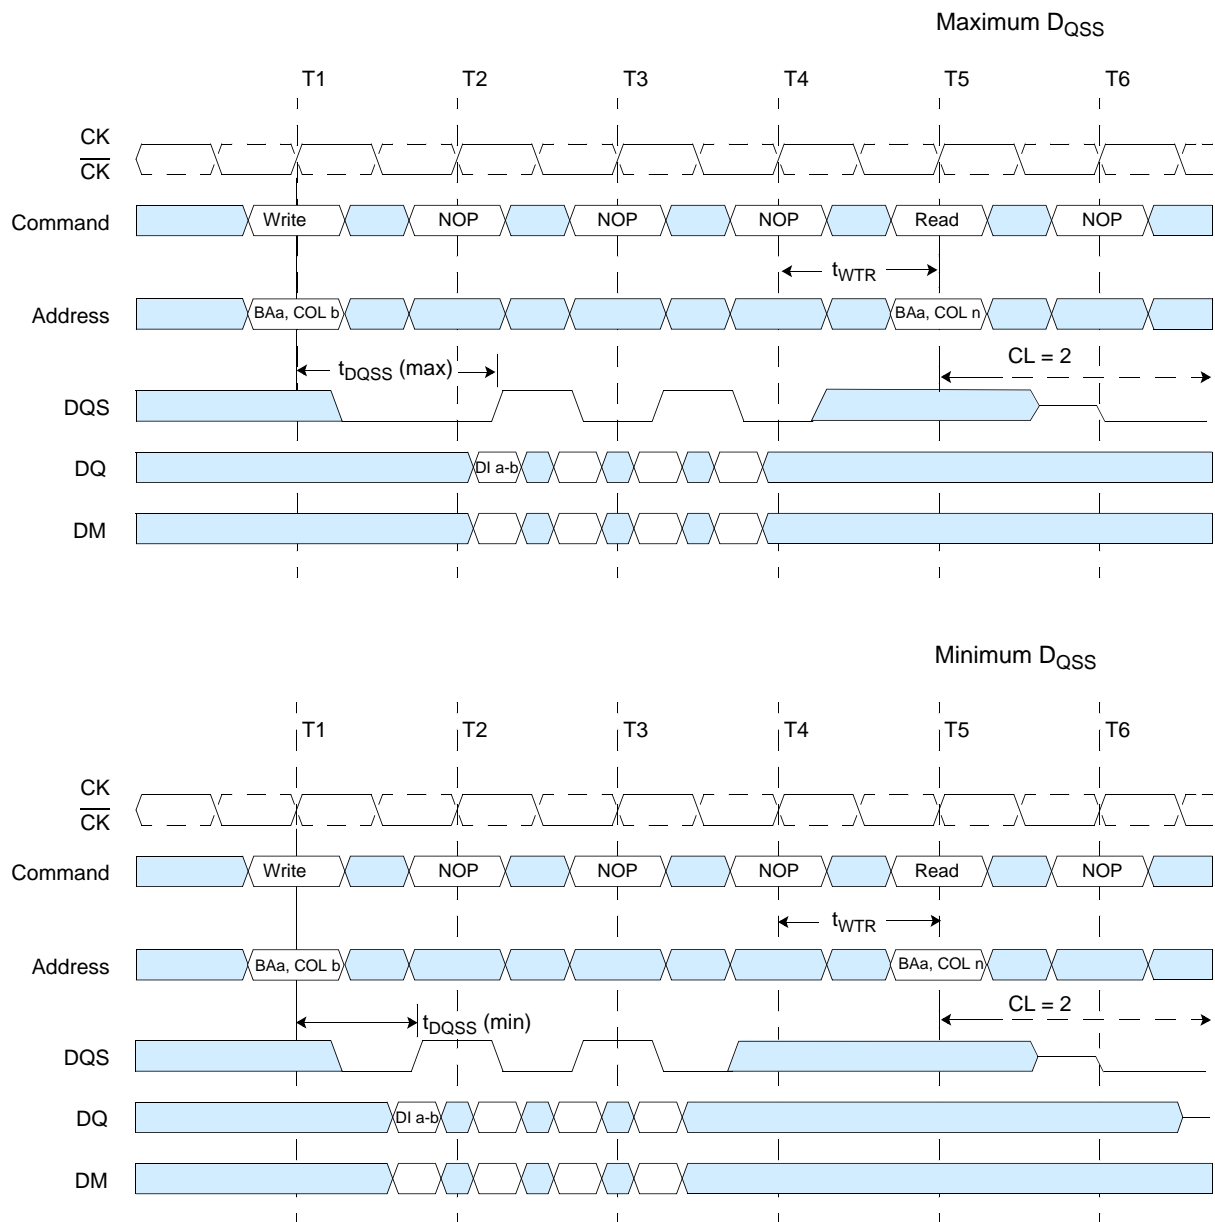 Maximum DQSS
T1 T2 T3 T4 T5 T6
CK
CK
Command Write NOP NOP NOP Read NOP
tWTR
Address BAa, COL b BAa, COL n
tDQSS (max) CL = 2
DQS
DQ DI a-b
DM
Minimum DQSS
T1 T2 T3 T4 T5 T6
CK
CK
Command Write NOP NOP NOP Read NOP
tWTR
Address BAa, COL b BAa, COL n
tDQSS (min) CL = 2
DQS
DQ DI a-b
DM